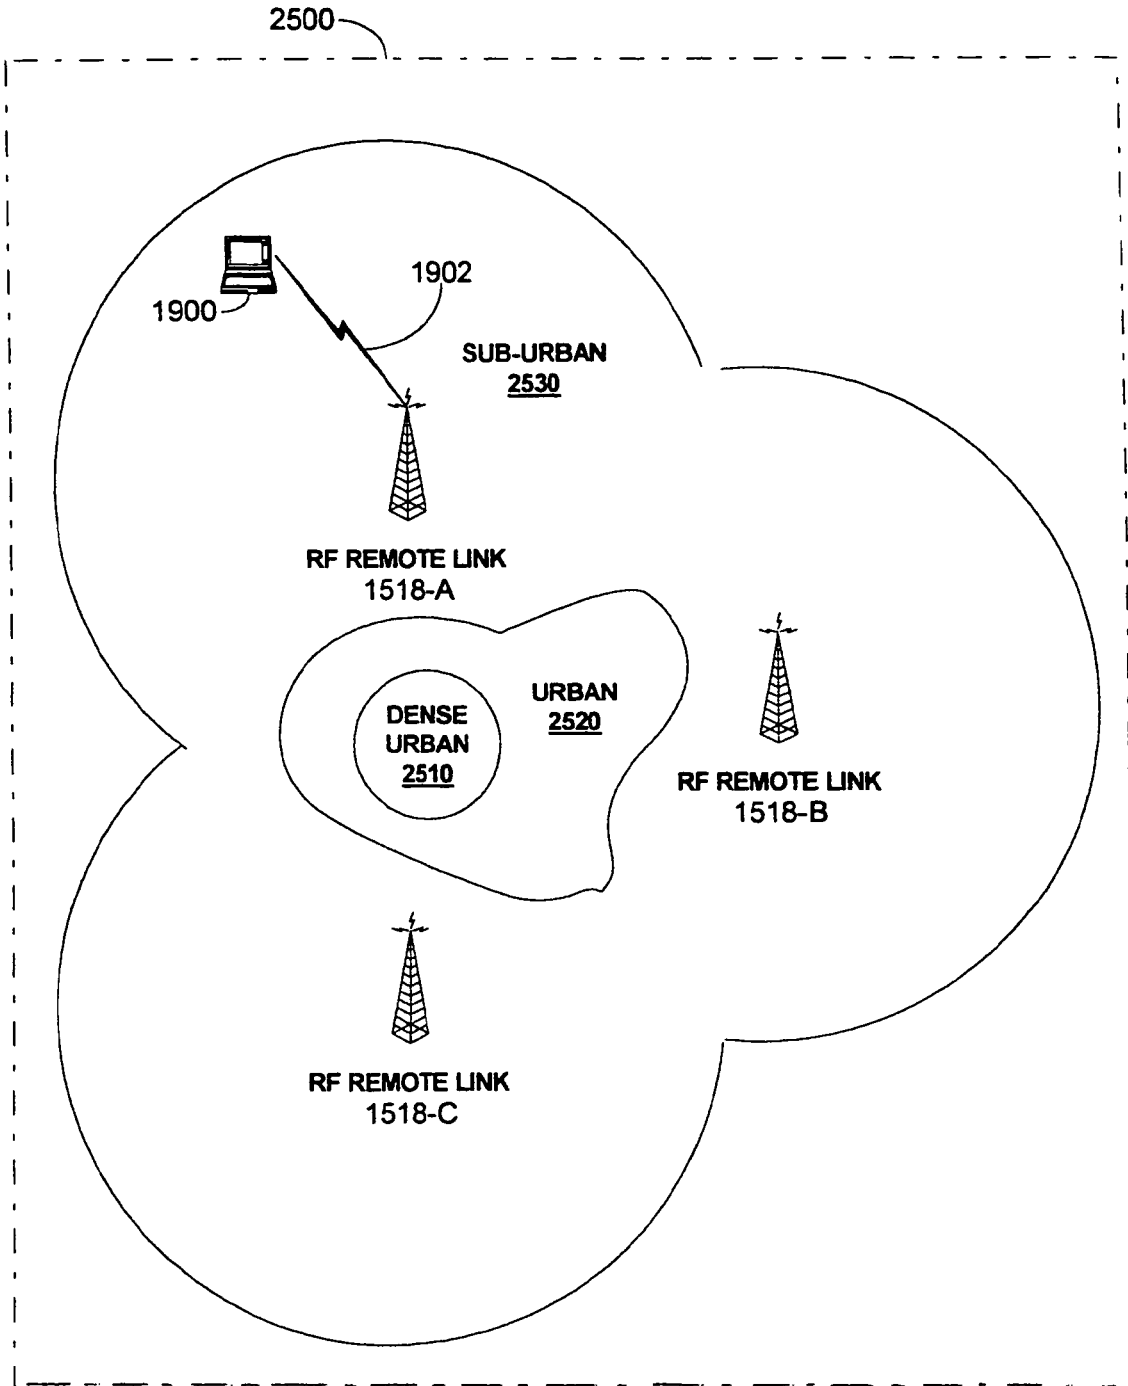 2500
1902
1900
SUB-URBAN
2530
RF REMOTE LINK
1518-A
URBAN
2520
DENSE
URBAN
2510
RF REMOTE LINK
1518-B
RF REMOTE LINK
1518-C